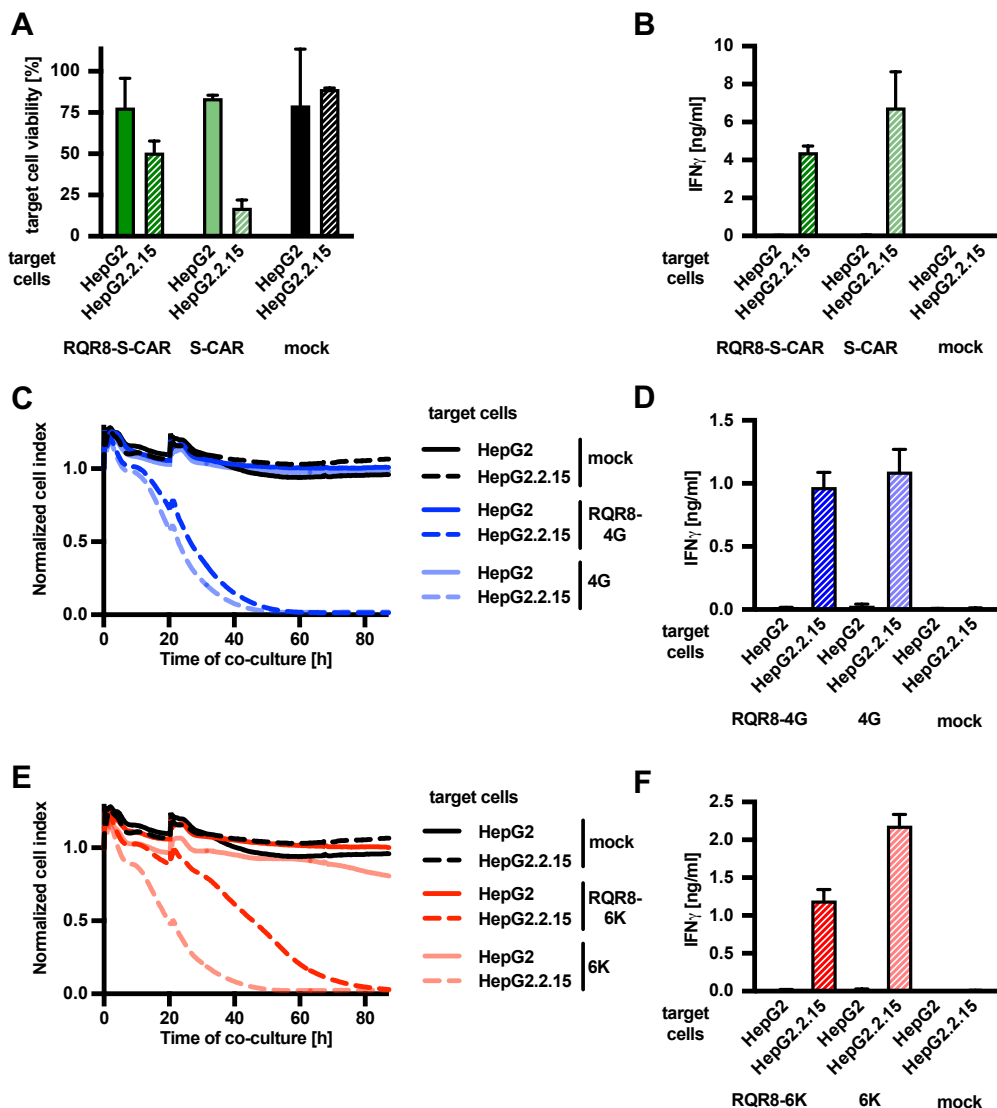 A
target cell viability [%]
100
75
50
25
0
target
cells
HepG2
HepG2.2.15
HepG2
HepG2.2.15
HepG2
HepG2.2.15
RQR8-S-CAR
S-CAR
mock
B
IFNγ [ng/ml]
10
8
6
4
2
0
target
cells
HepG2
HepG2.2.15
HepG2
HepG2.2.15
HepG2
HepG2.2.15
RQR8-S-CAR
S-CAR
mock
C
Normalized cell index
1.0
0.5
0.0
0
20
40
60
80
Time of co-culture [h]
target cells
HepG2
HepG2.2.15
mock
HepG2
HepG2.2.15
RQR8-
4G
HepG2
HepG2.2.15
4G
D
IFNγ [ng/ml]
1.5
1.0
0.5
0.0
target
cells
HepG2
HepG2.2.15
HepG2
HepG2.2.15
HepG2
HepG2.2.15
RQR8-4G
4G
mock
E
Normalized cell index
1.0
0.5
0.0
0
20
40
60
80
Time of co-culture [h]
target cells
HepG2
HepG2.2.15
mock
HepG2
HepG2.2.15
RQR8-
6K
HepG2
HepG2.2.15
6K
F
IFNγ [ng/ml]
2.5
2.0
1.5
1.0
0.5
0.0
target
cells
HepG2
HepG2.2.15
HepG2
HepG2.2.15
HepG2
HepG2.2.15
RQR8-6K
6K
mock